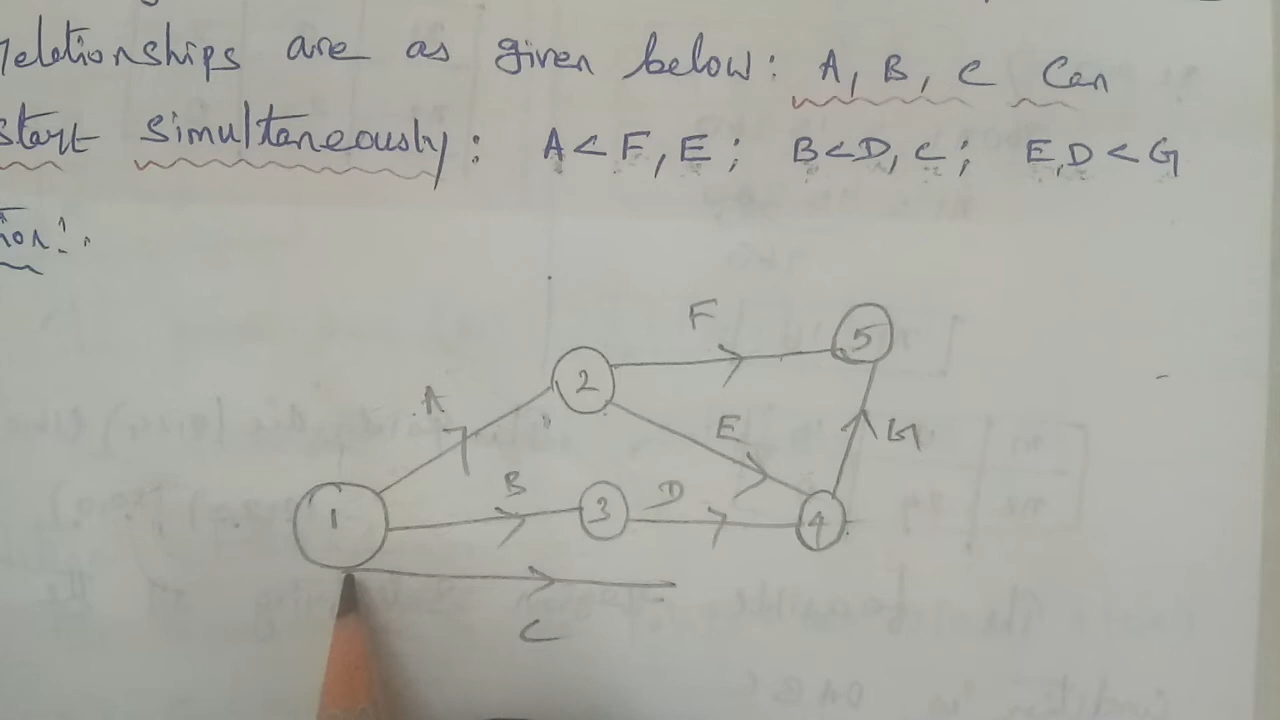 relationships are as given below: A, B, C Can
start simultaneously: A<F, E; B<D, C; E,D<G
F
5
2
A
E
G
B
D
1
3
4
C